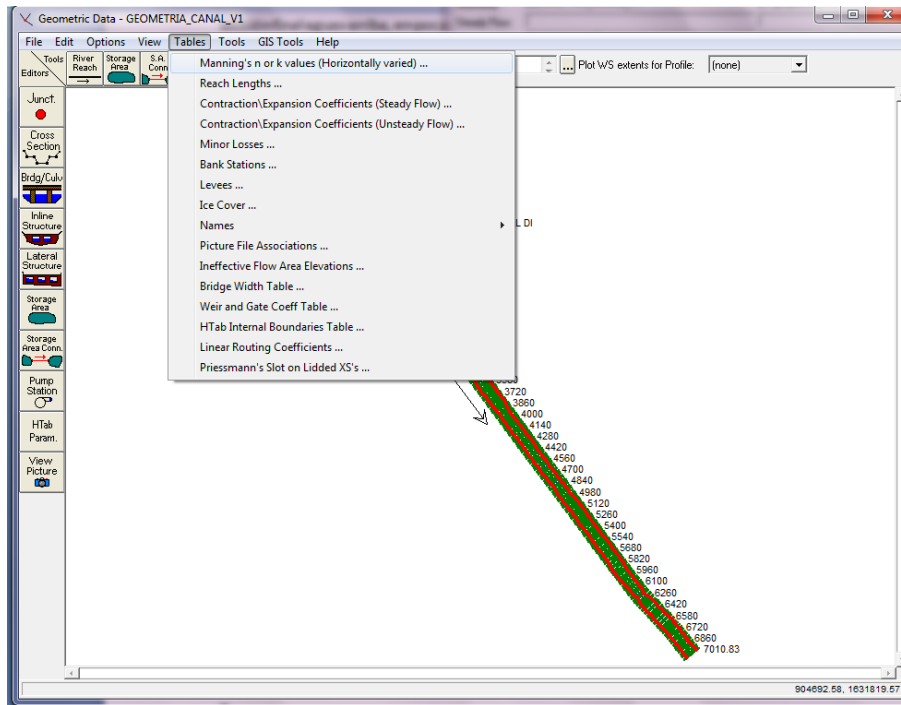 Geometric Data - GEOMETRIA_CANAL_V1
File Edit Options View Tables Tools GIS Tools Help
Tools
Editors
River
Reach
Storage
Area
S.A.
Conn
Plot WS extents for Profile: (none)
Manning's n or k values (Horizontally varied) ...
Reach Lengths ...
Contraction\Expansion Coefficients (Steady Flow) ...
Contraction\Expansion Coefficients (Unsteady Flow) ...
Minor Losses ...
Bank Stations ...
Levees ...
Ice Cover ...
Names
Picture File Associations ...
Ineffective Flow Area Elevations ...
Bridge Width Table ...
Weir and Gate Coeff Table ...
HTab Internal Boundaries Table ...
Linear Routing Coefficients ...
Priessmann's Slot on Lidded XS's ...
Junct.
Cross
Section
Brdg/Culv
Inline
Structure
Lateral
Structure
Storage
Area
Storage
Area Conn.
Pump
Station
HTab
Param.
View
Picture
L DI
3720
3860
4000
4140
4280
4420
4560
4700
4840
4980
5120
5260
5400
5540
5680
5820
5960
6100
6260
6420
6580
6720
6860
7010.83
904692.58, 1631819.57